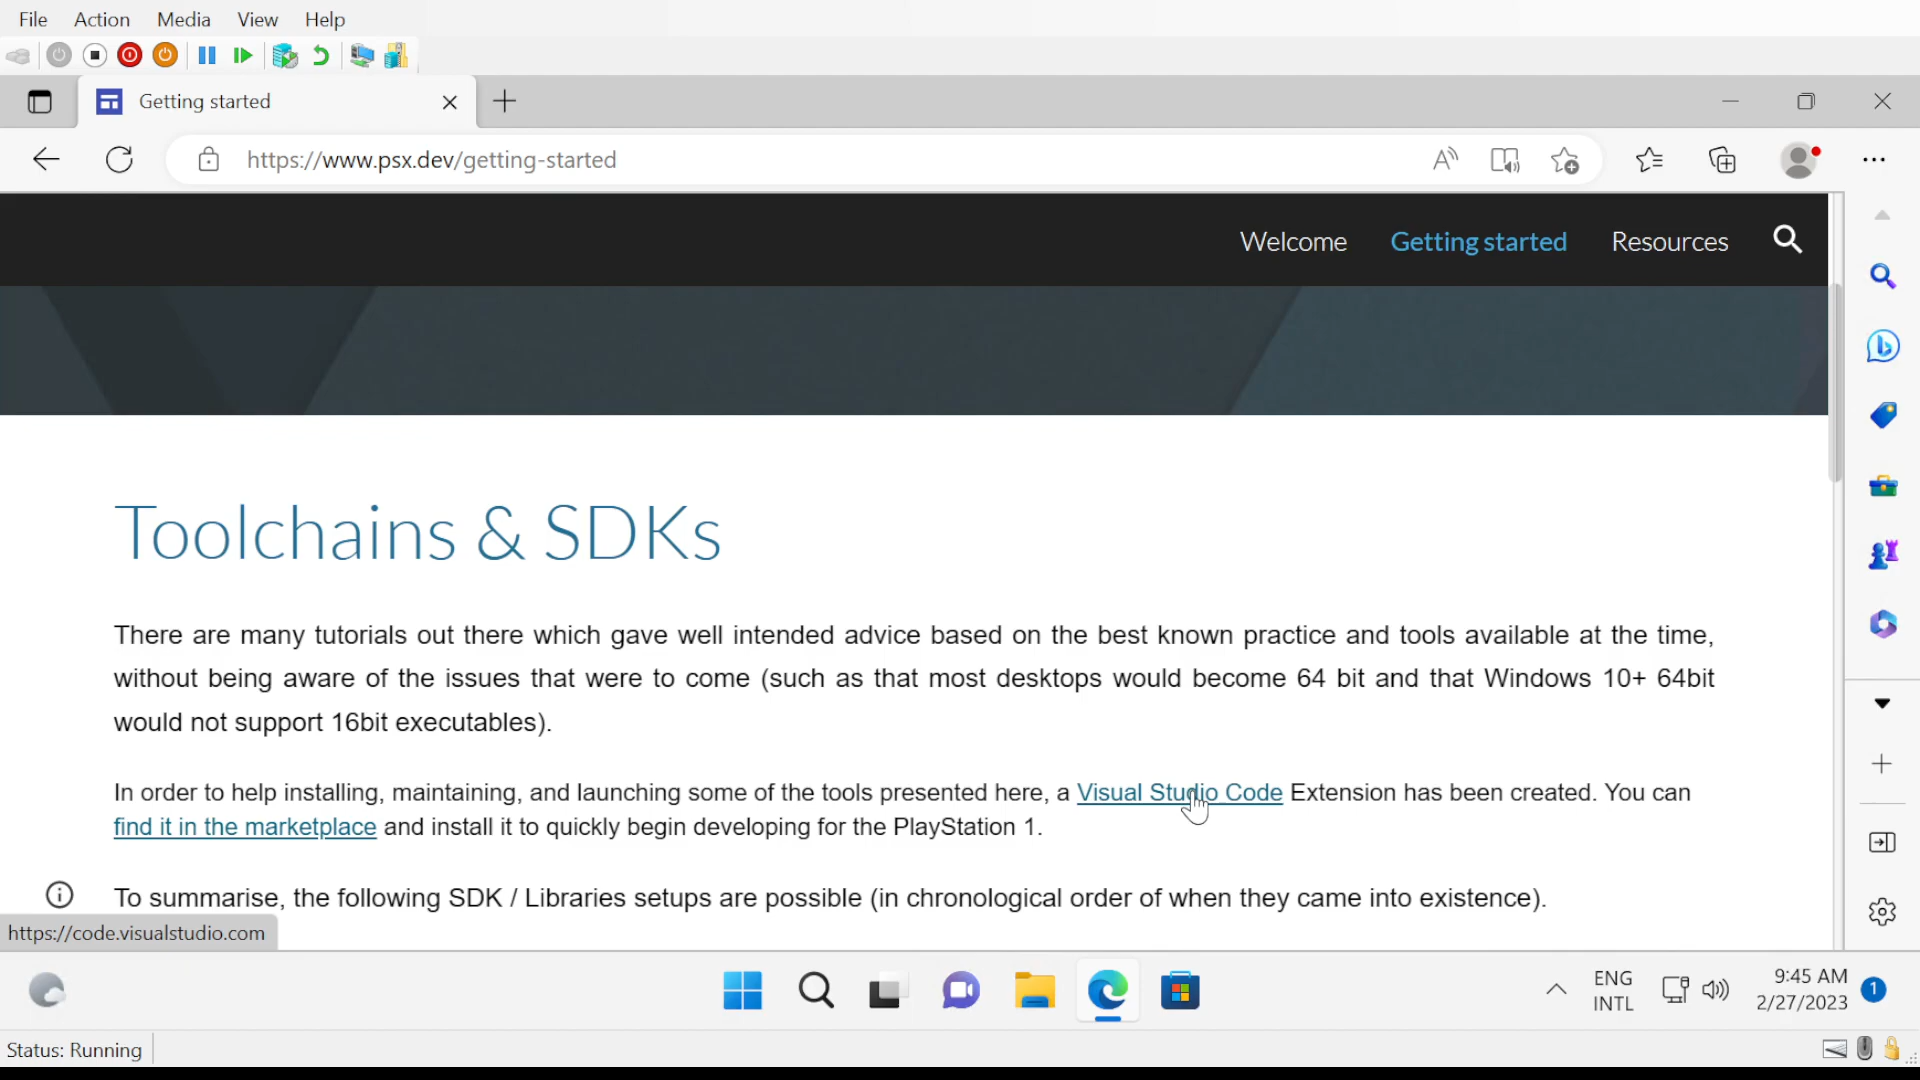 File Action Media View Help
Getting started
https://www.psx.dev/getting-started
Welcome Getting started Resources
Toolchains & SDKs
There are many tutorials out there which gave well intended advice based on the best known practice and tools available at the time,
without being aware of the issues that were to come (such as that most desktops would become 64 bit and that Windows 10+ 64bit
would not support 16bit executables).
In order to help installing, maintaining, and launching some of the tools presented here, a Visual Studio Code Extension has been created. You can
find it in the marketplace and install it to quickly begin developing for the PlayStation 1.
To summarise, the following SDK / Libraries setups are possible (in chronological order of when they came into existence).
https://code.visualstudio.com
ENG 9:45 AM
INTL 2/27/2023 1
Status: Running